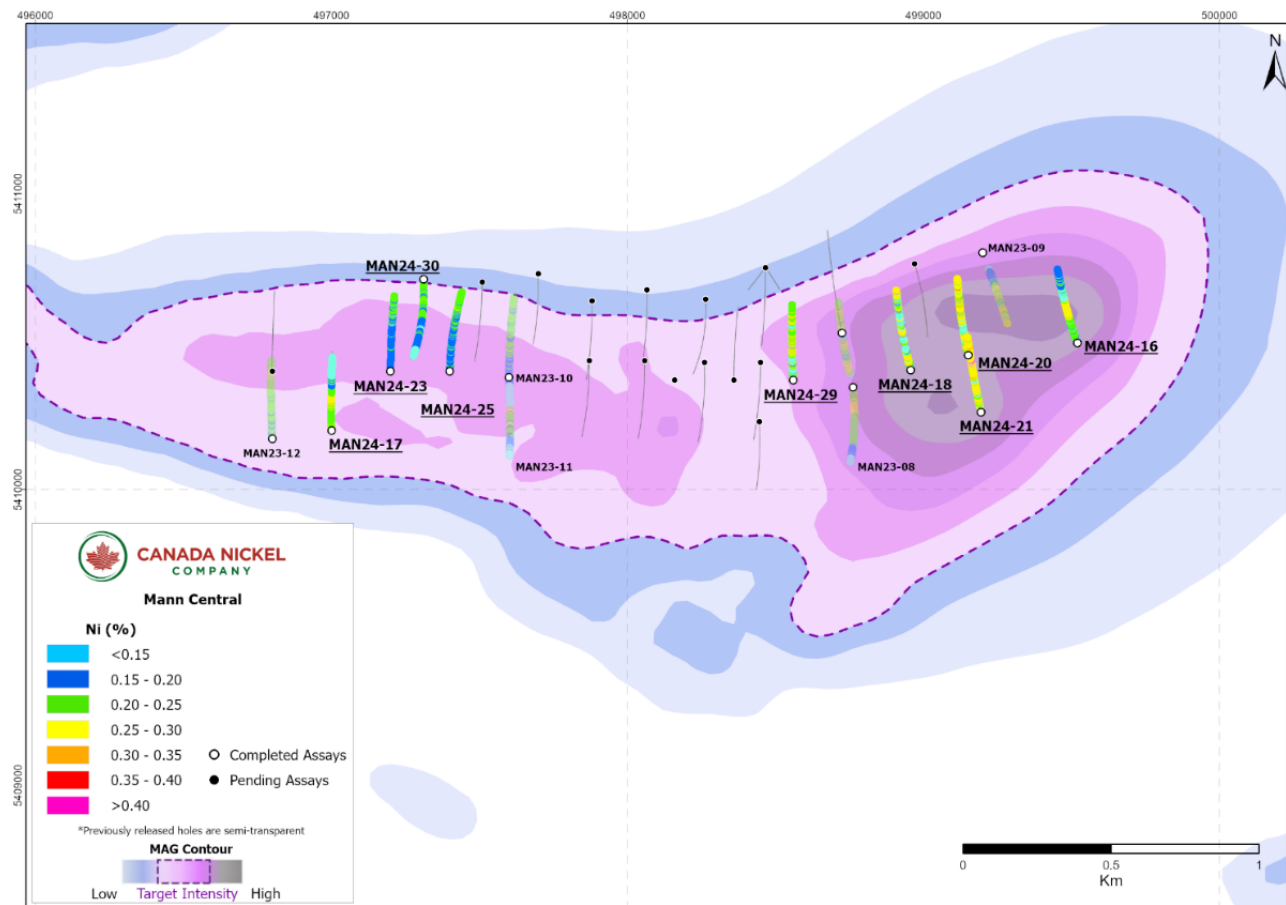 496000
497000
498000
499000
500000
N
5411000
5410000
5409000
MAN24-30
MAN23-09
MAN24-23
MAN23-10
MAN24-25
MAN24-16
MAN24-20
MAN24-18
MAN24-29
MAN24-21
MAN24-17
MAN23-12
MAN23-11
MAN23-08
CANADA NICKEL
COMPANY
Mann Central
Ni (%)
<0.15
0.15 - 0.20
0.20 - 0.25
0.25 - 0.30
0.30 - 0.35
0.35 - 0.40
>0.40
Completed Assays
Pending Assays
*Previously released holes are semi-transparent
MAG Contour
Low Target Intensity High
0 0.5 1
Km